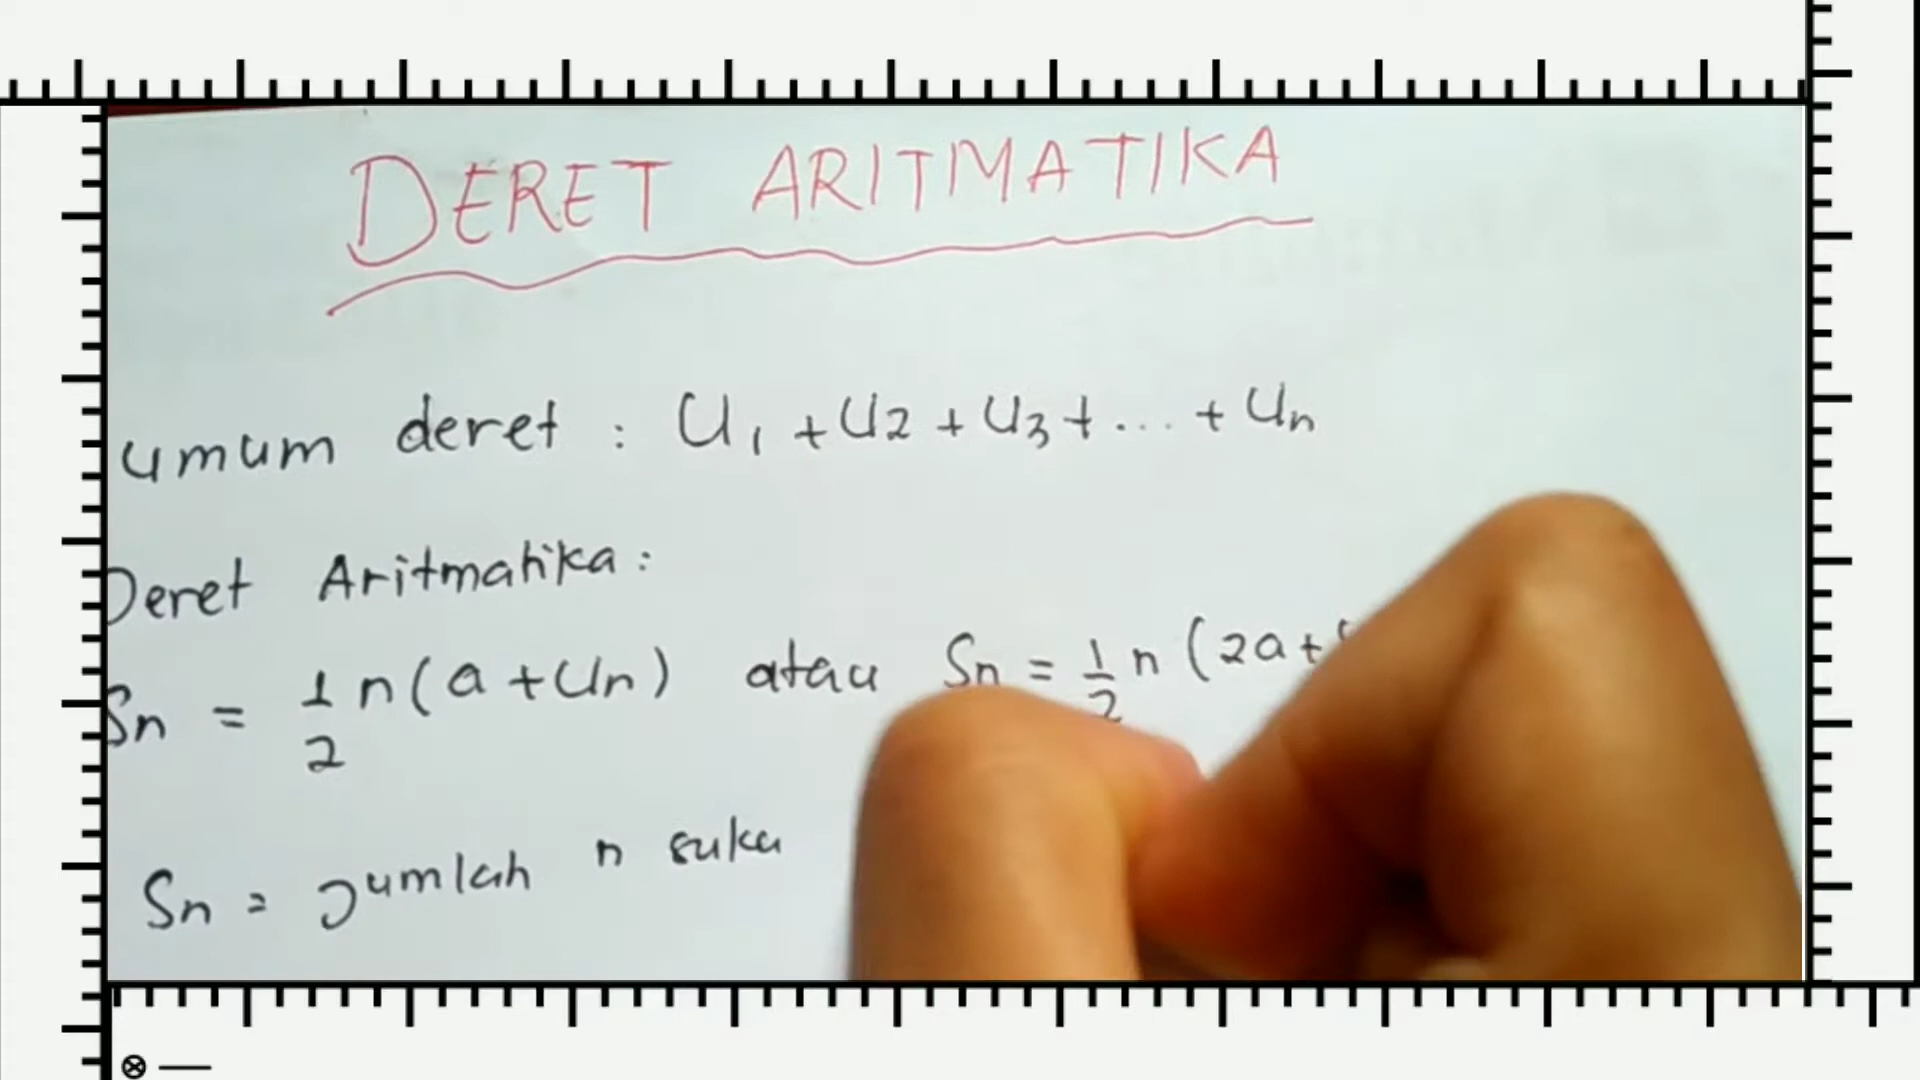 DERET ARITMATIKA
umum deret : U1 + U2 + U3 + ... + Un
Deret Aritmatika :
Sn = 1/2 n (a + Un) atau Sn = 1/2 n (2a +
Sn = Jumlah n suku